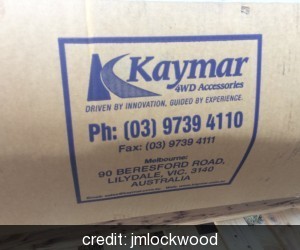 Kaymar
4WD Accessories
DRIVEN BY INNOVATION, GUIDED BY EXPERIENCE.
Ph: (03) 9739 4110
Fax: (03) 9739 4111
Melbourne:
90 BERESFORD ROAD,
LILYDALE, VIC. 3140
AUSTRALIA
credit: jmlockwood